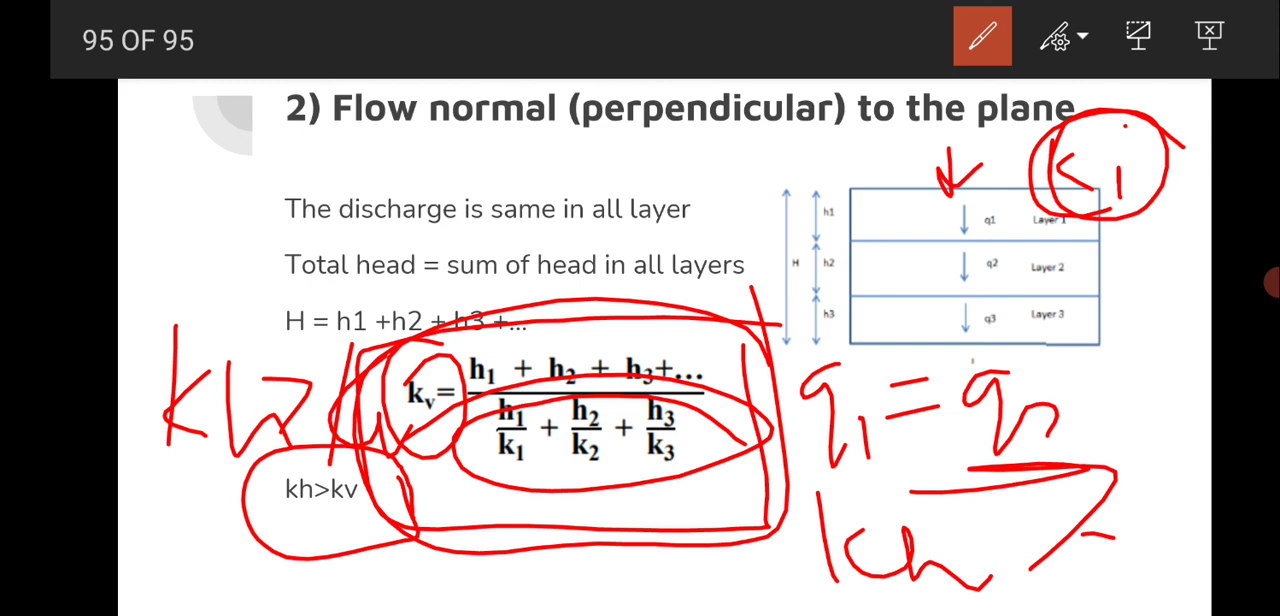 95 OF 95
2) Flow normal (perpendicular) to the plane
The discharge is same in all layer
Total head = sum of head in all layers
H = h1 +h2 + h3 +...
kv= h1 + h2 + h3+...
h1/k1 + h2/k2 + h3/k3
kh>kv
H
h1
h2
h3
q1 Layer 1
q2 Layer 2
q3 Layer 3
ki
q1 =
kh